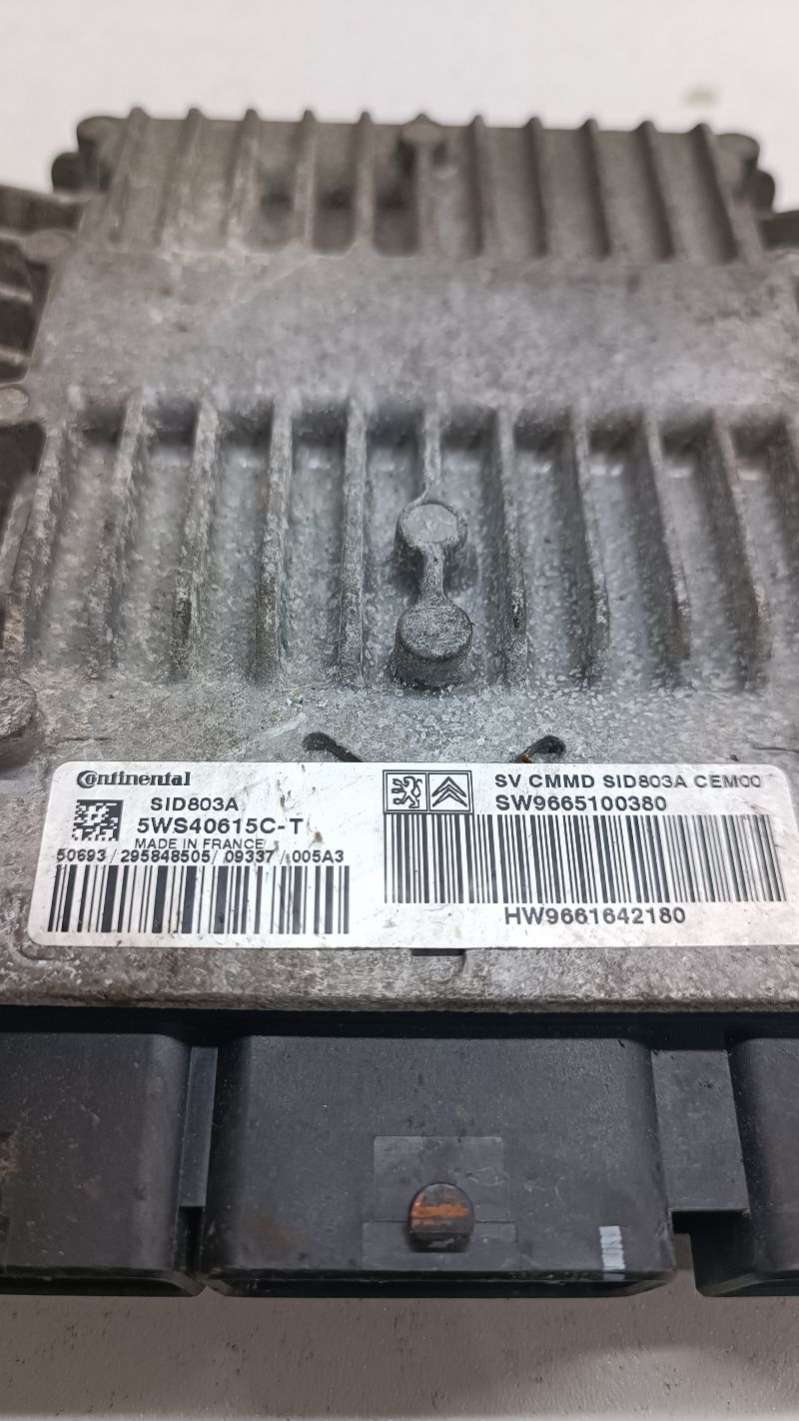 Continental
SID803A
5WS40615C-T
MADE IN FRANCE
50693/295848505/09337/005A3
SV CMMD SID803A CEM00
SW9665100380
HW9661642180